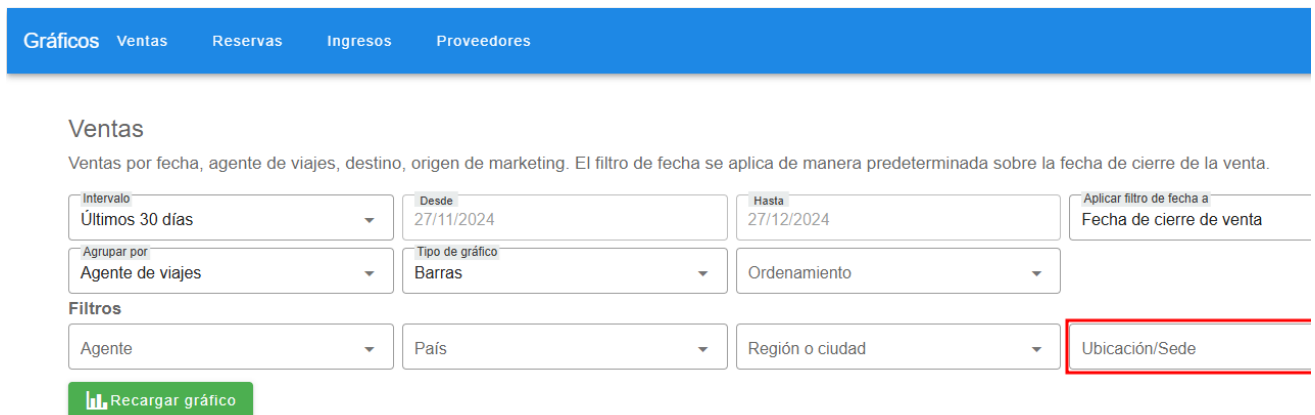 Gráficos Ventas Reservas Ingresos Proveedores
Ventas
Ventas por fecha, agente de viajes, destino, origen de marketing. El filtro de fecha se aplica de manera predeterminada sobre la fecha de cierre de la venta.
Intervalo Desde Hasta Aplicar filtro de fecha a
Últimos 30 días 27/11/2024 27/12/2024 Fecha de cierre de venta
Agrupar por Tipo de gráfico
Agente de viajes Barras Ordenamiento
Filtros
Agente País Región o ciudad Ubicación/Sede
Recargar gráfico